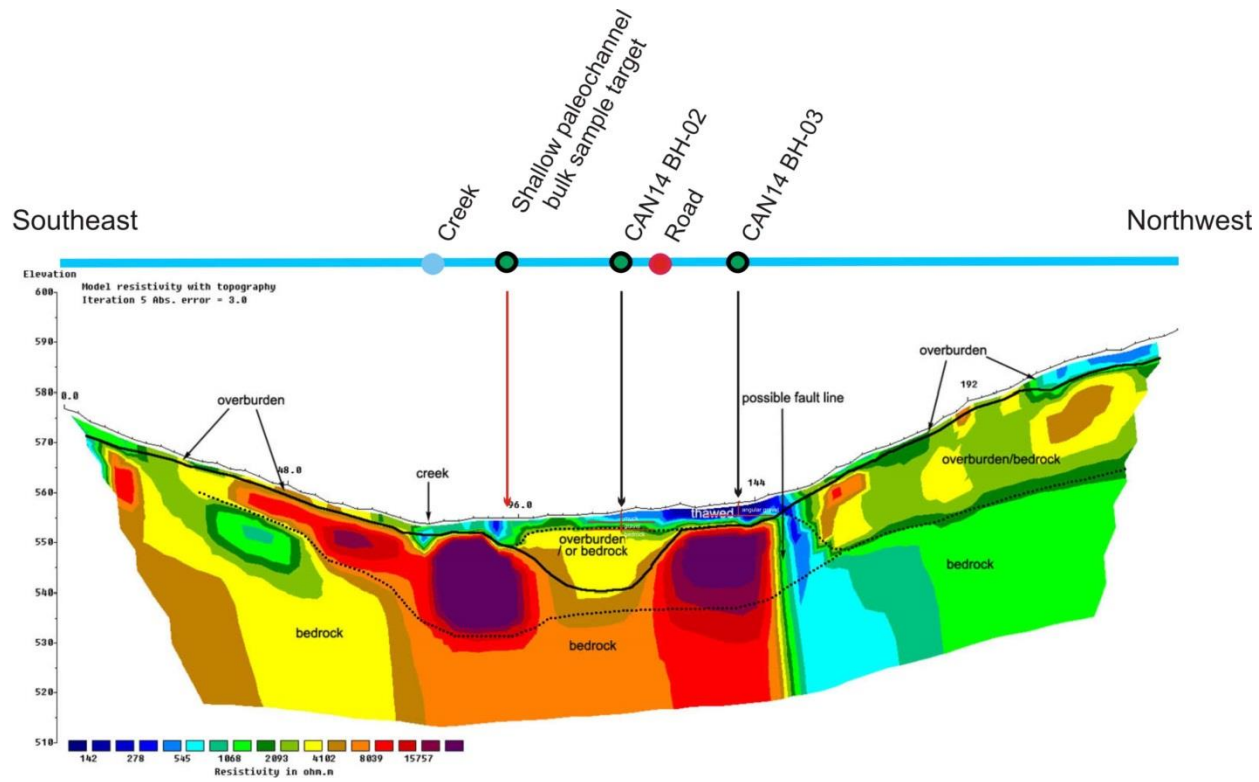 Southeast
Creek
Shallow paleochannel
bulk sample target
CAN14 BH-02
Road
CAN14 BH-03
Northwest
Elevation
Model resistivity with topography
Iteration 5 Abs. error = 3.0
600
590
580
570
560
550
540
530
520
510
0.0
overburden
48.0
creek
96.0
thawed
angular gravel
144
possible fault line
overburden
192
overburden/bedrock
overburden
/ or bedrock
bedrock
bedrock
bedrock
142 278 545 1068 2093 4102 8039 15757
Resistivity in ohm.m